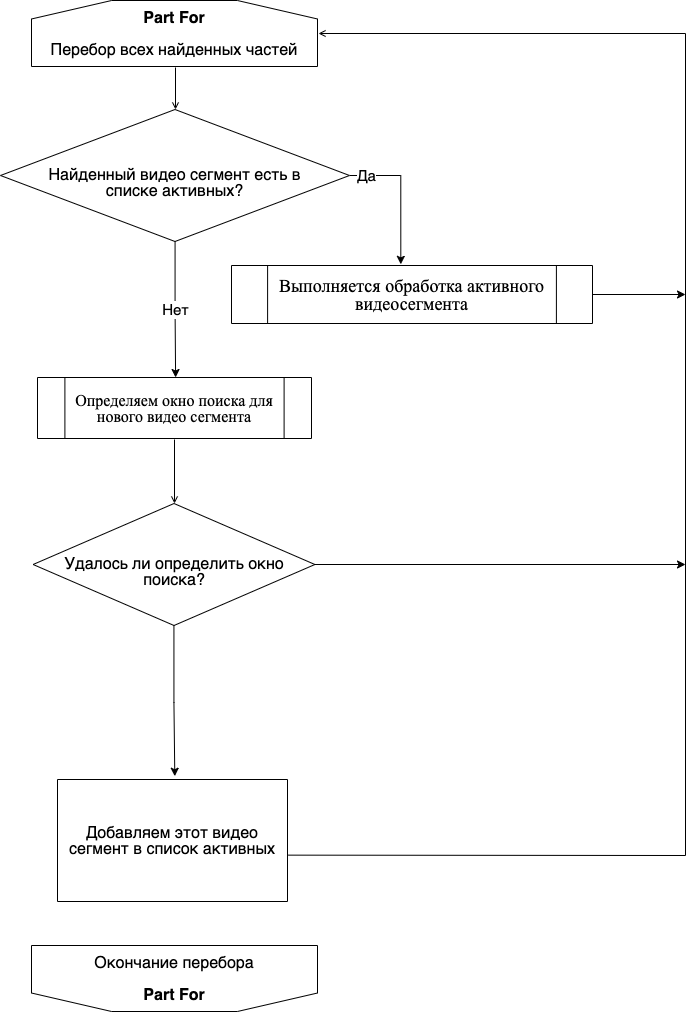 Part For
Перебор всех найденных частей
Найденный видео сегмент есть в
списке активных?
Да
Выполняется обработка активного
видеосегмента
Нет
Определяем окно поиска для
нового видео сегмента
Удалось ли определить окно
поиска?
Добавляем этот видео
сегмент в список активных
Окончание перебора
Part For